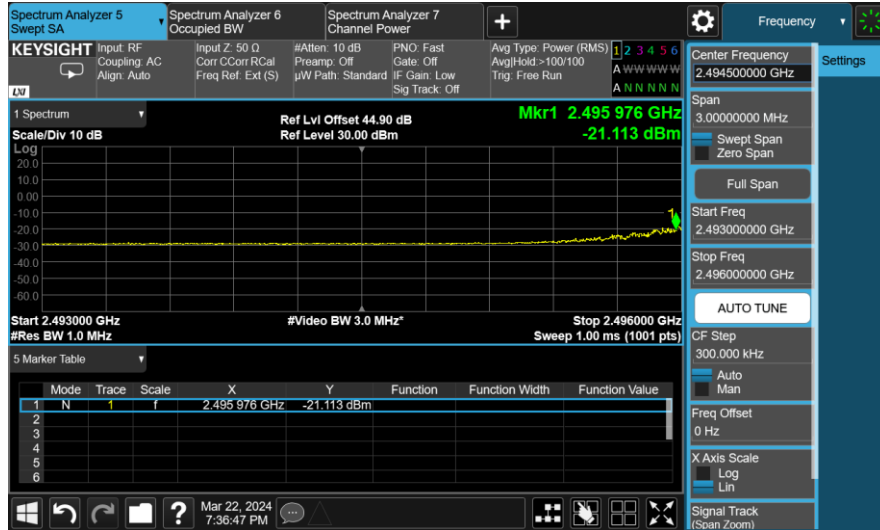 Spectrum Analyzer 5
Swept SA
Spectrum Analyzer 6
Occupied BW
Spectrum Analyzer 7
Channel Power
Frequency
KEYSIGHT
LXI
Input: RF
Coupling: AC
Align: Auto
Input Z: 50 Ω
Corr CCorr RCal
Freq Ref: Ext (S)
#Atten: 10 dB
Preamp: Off
µW Path: Standard
PNO: Fast
Gate: Off
IF Gain: Low
Sig Track: Off
Avg Type: Power (RMS)
Avg|Hold:>100/100
Trig: Free Run
1 2 3 4 5 6
A W W W W W
A N N N N N
1 Spectrum
Scale/Div 10 dB
Ref Lvl Offset 44.90 dB
Ref Level 30.00 dBm
Mkr1 2.495 976 GHz
-21.113 dBm
Log
20.0
10.0
0.00
-10.0
-20.0
-30.0
-40.0
-50.0
-60.0
1
Start 2.493000 GHz
#Res BW 1.0 MHz
#Video BW 3.0 MHz*
Stop 2.496000 GHz
Sweep 1.00 ms (1001 pts)
5 Marker Table
Mode Trace Scale X Y Function Function Width Function Value
1 N 1 f 2.495 976 GHz -21.113 dBm
2
3
4
5
6
?
Mar 22, 2024
7:36:47 PM
Center Frequency
2.494500000 GHz
Span
3.00000000 MHz
Swept Span
Zero Span
Full Span
Start Freq
2.493000000 GHz
Stop Freq
2.496000000 GHz
AUTO TUNE
CF Step
300.000 kHz
Auto
Man
Freq Offset
0 Hz
X Axis Scale
Log
Lin
Signal Track
(Span Zoom)
Settings